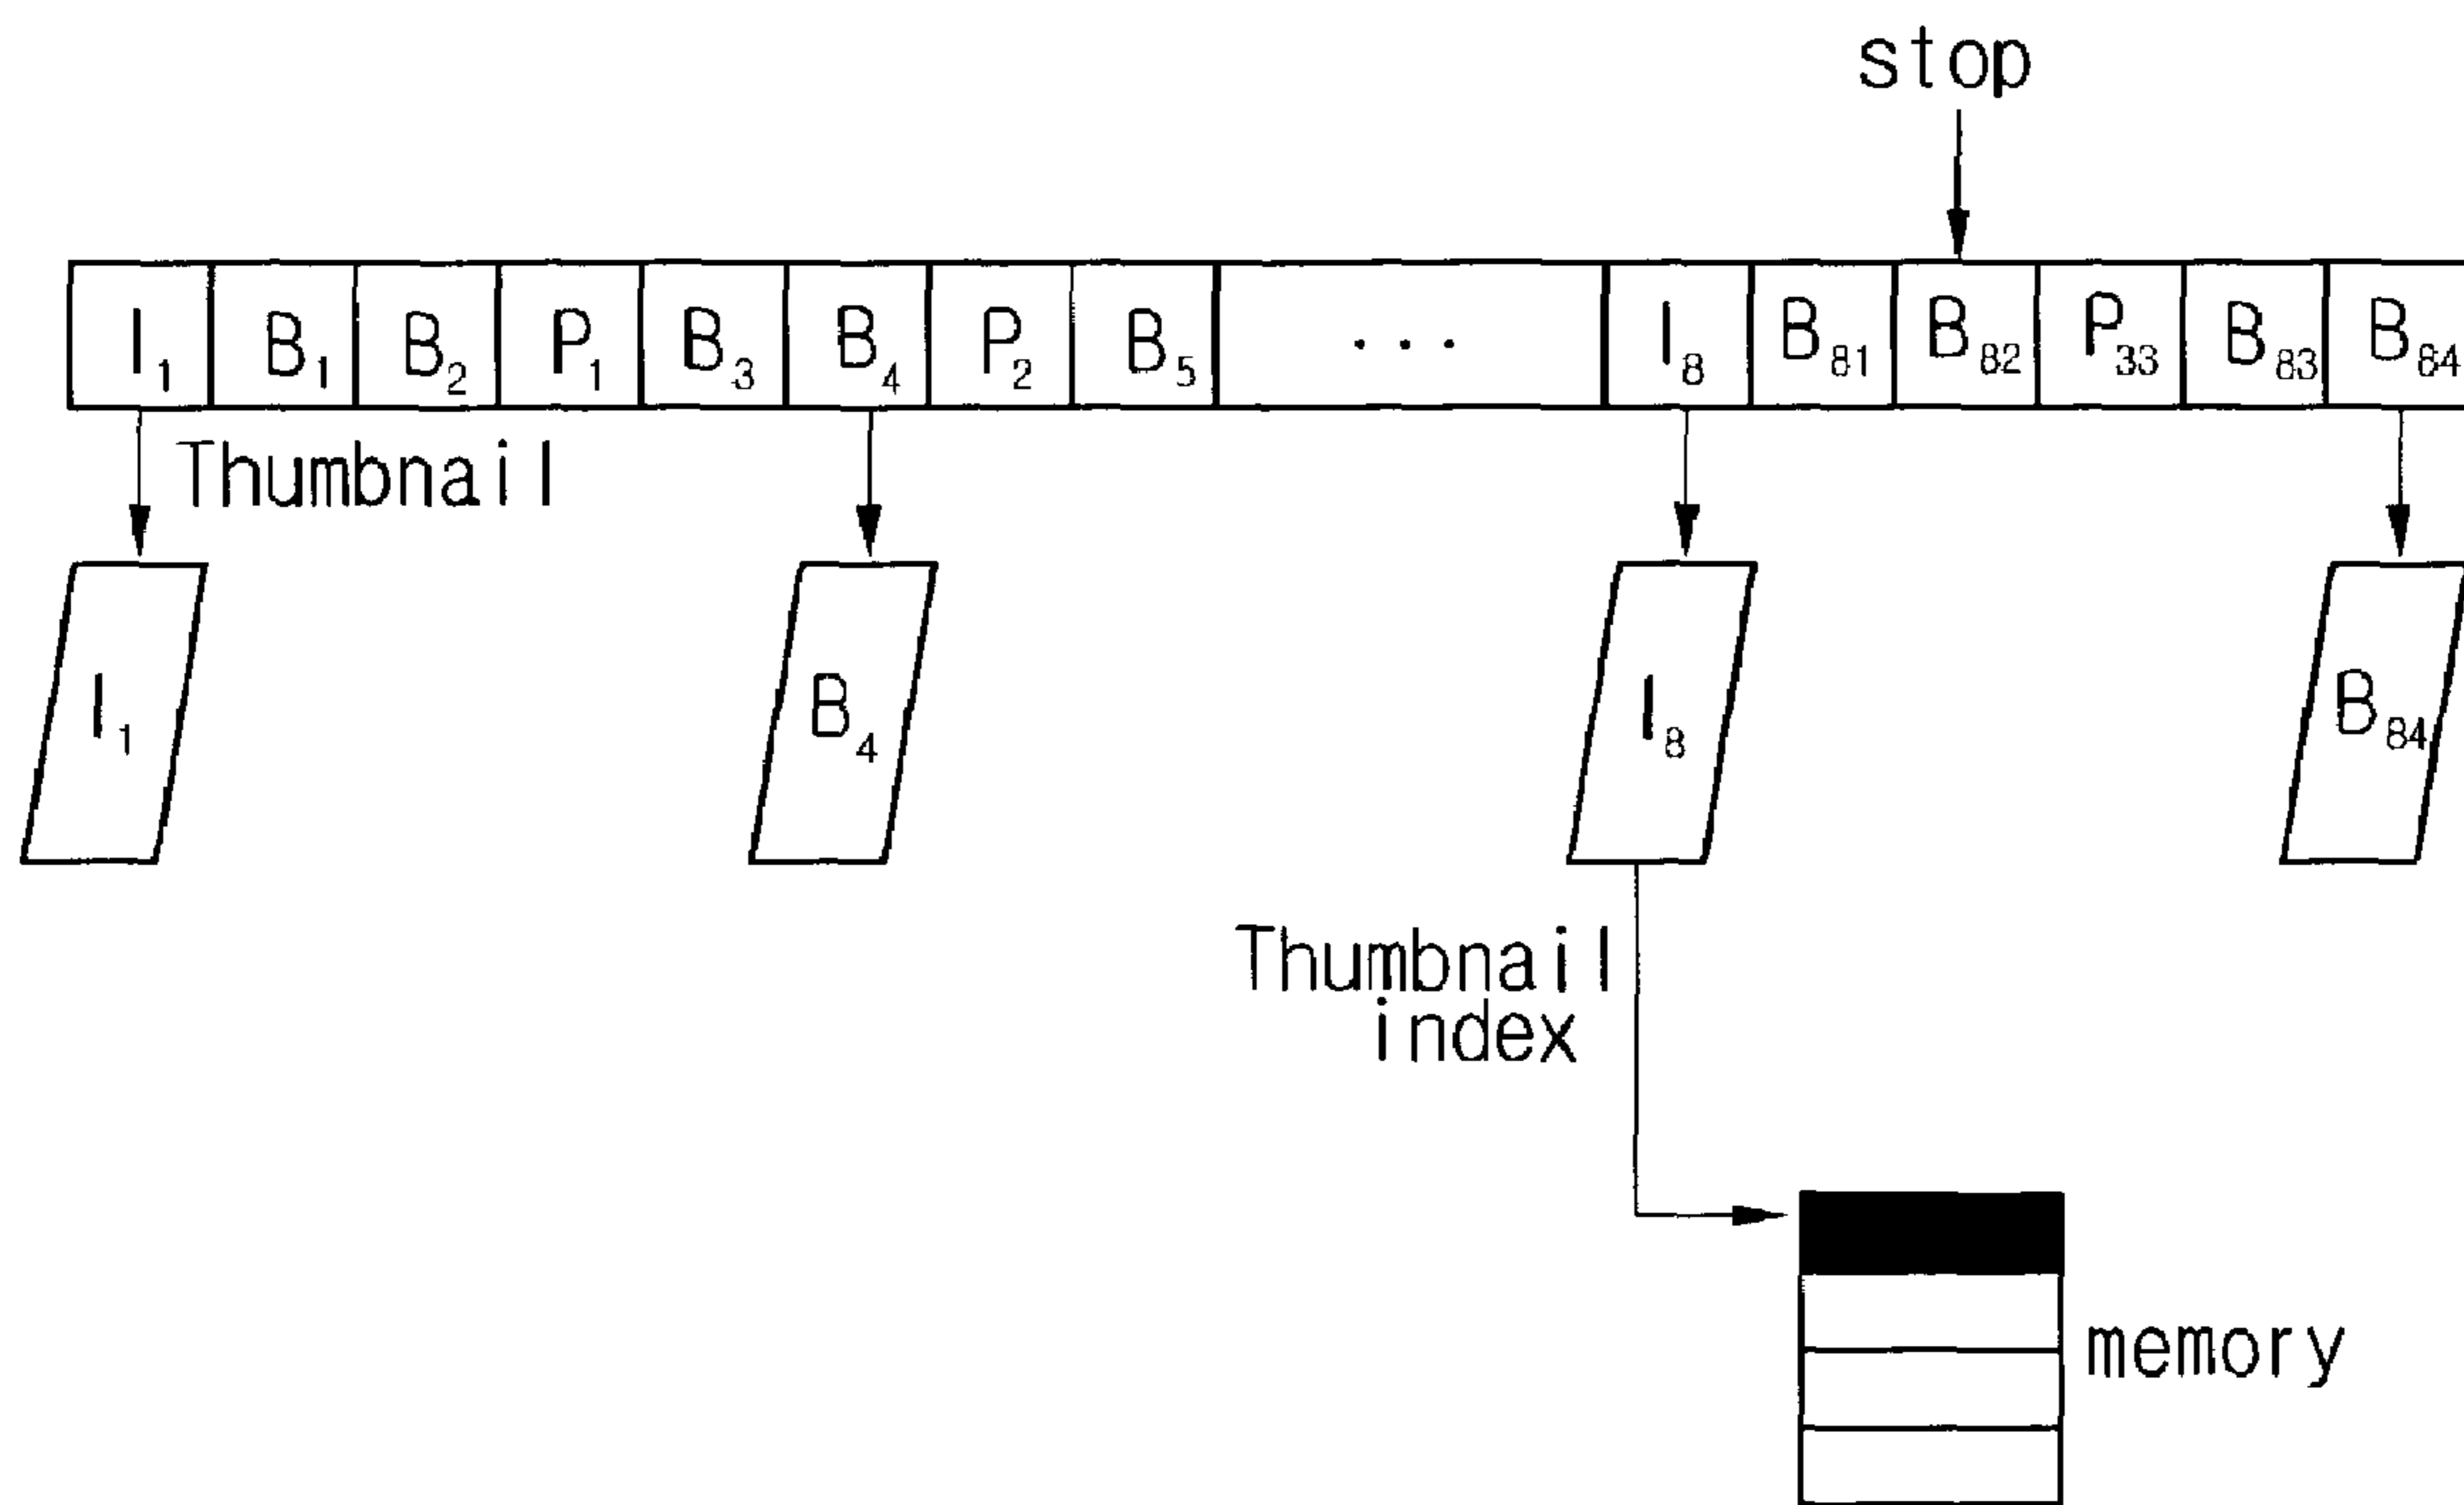 stop
I₁ B₁ B₂ P₁ B₃ B₄ P₂ B₅ ... I₈ B₈₁ B₈₂ P₃₃ B₈₃ B₈₄
Thumbnail
I₁ B₄ I₈ B₈₄
Thumbnail
index
memory